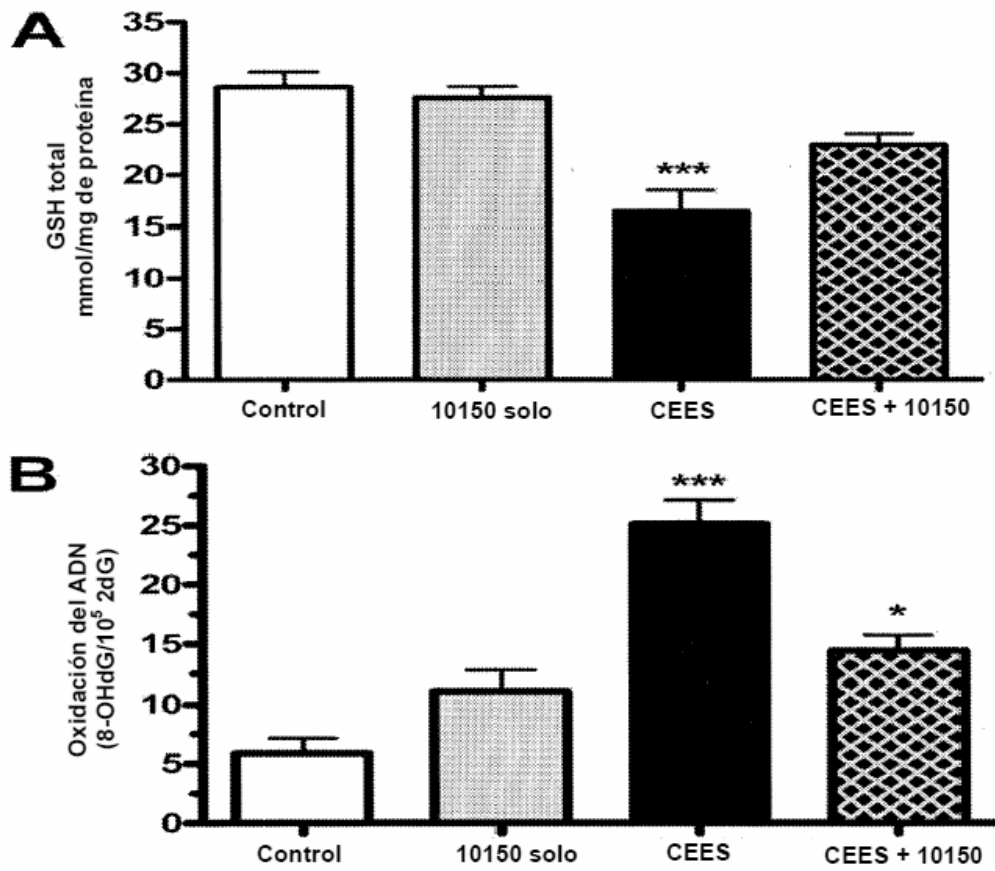 A
GSH total
mmol/mg de proteína
35
30
25
20
15
10
5
0
***
Control
10150 solo
CEES
CEES + 10150
B
Oxidación del ADN
(8-OHdG/10⁵ 2dG)
30
25
20
15
10
5
0
***
*
Control
10150 solo
CEES
CEES + 10150